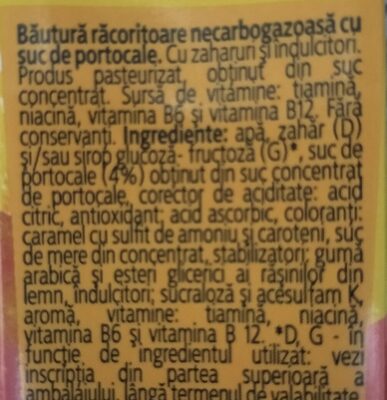 Băutură răcoritoare necarbogazoasă cu
suc de portocale. Cu zaharuri și îndulcitori.
Produs pasteurizat, obținut din suc
concentrat. Sursă de vitamine: tiamină,
niacină, vitamina B6 și vitamina B12. Fără
conservanți. Ingrediente: apă, zahăr (D)
și/sau sirop glucoză- fructoză (G)*, suc de
portocale (4%) obținut din suc concentrat
de portocale, corector de aciditate: acid
citric, antioxidant: acid ascorbic, coloranți:
caramel cu sulfit de amoniu și caroteni, suc
de mere din concentrat, stabilizatori: gumă
arabică și esteri glicerici ai rășinilor din
lemn, îndulcitori: sucraloză și acesulfam K,
aromă, vitamine: tiamină, niacină,
vitamina B6 și vitamina B 12. *D, G - în
funcție de ingredientul utilizat: vezi
inscripția din partea superioară a
ambalajului, lângă termenul de valabilitate